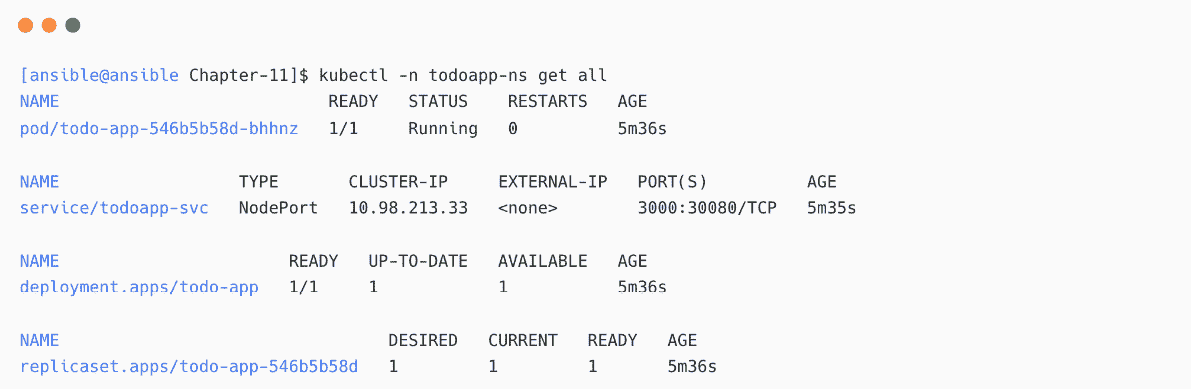 [ansible@ansible Chapter-11]$ kubectl -n todoapp-ns get all
NAME                           READY   STATUS    RESTARTS   AGE
pod/todo-app-546b5b58d-bhhnz   1/1     Running   0          5m36s

NAME                  TYPE       CLUSTER-IP     EXTERNAL-IP   PORT(S)          AGE
service/todoapp-svc   NodePort   10.98.213.33   <none>        3000:30080/TCP   5m35s

NAME                       READY   UP-TO-DATE   AVAILABLE   AGE
deployment.apps/todo-app   1/1     1            1           5m36s

NAME                                 DESIRED   CURRENT   READY   AGE
replicaset.apps/todo-app-546b5b58d   1         1         1       5m36s